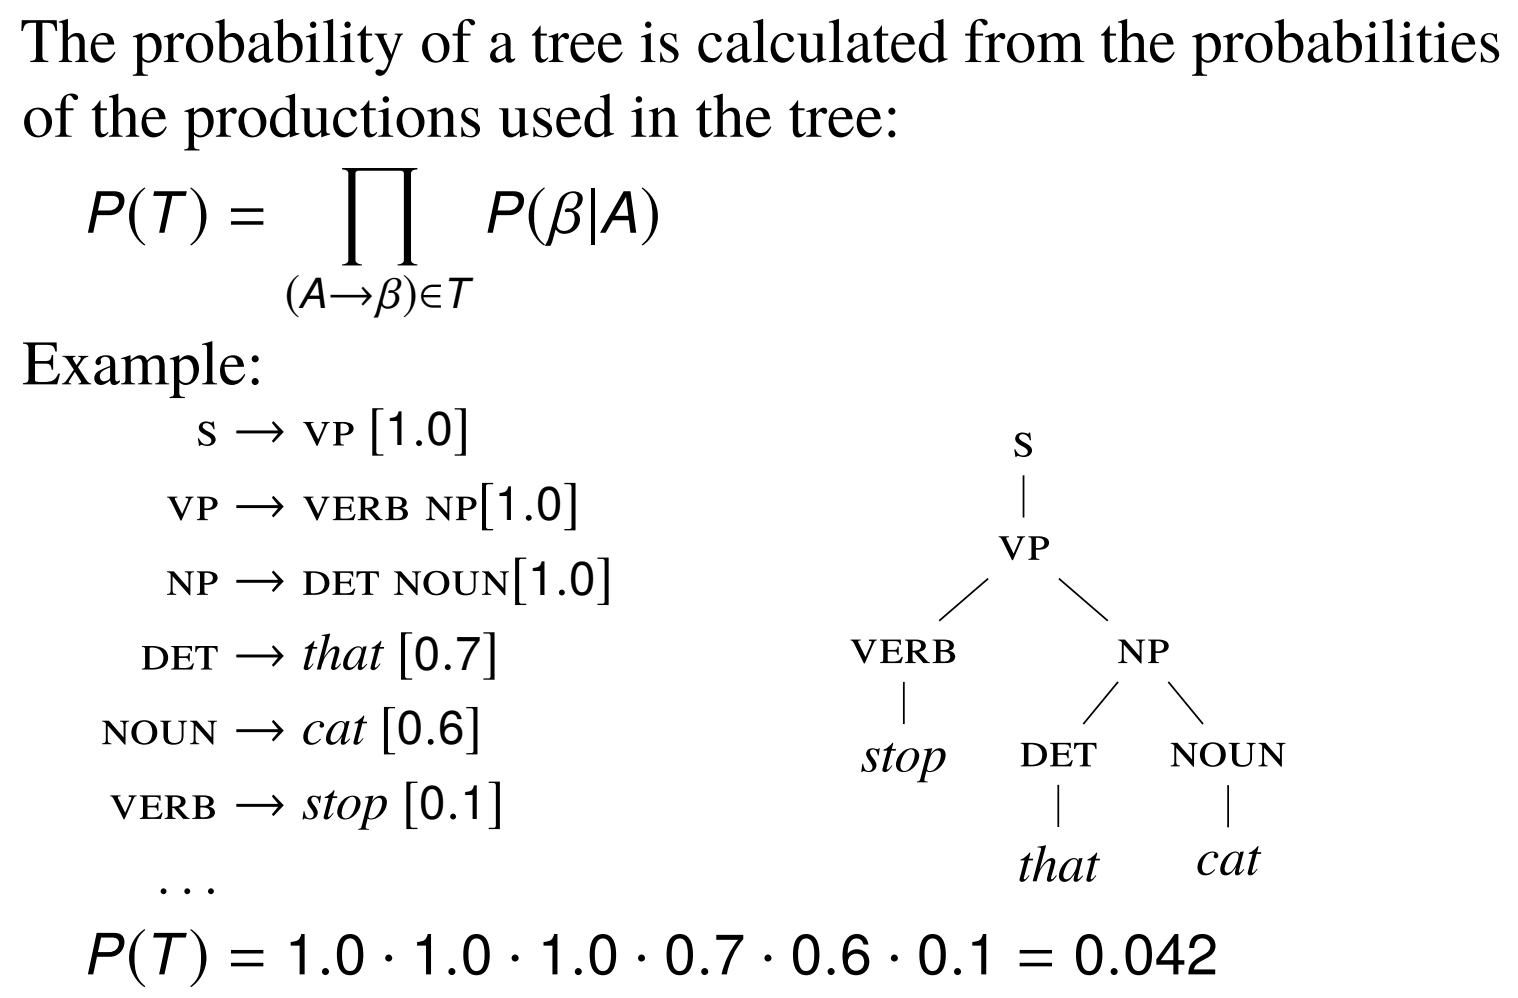 The probability of a tree is calculated from the probabilities
of the productions used in the tree:
P(T) = ∏ P(β|A)
(A→β)∈T
Example:
S → VP [1.0]
VP → VERB NP[1.0]
NP → DET NOUN[1.0]
DET → that [0.7]
NOUN → cat [0.6]
VERB → stop [0.1]
...
S
VP
VERB NP
stop DET NOUN
that cat
P(T) = 1.0 · 1.0 · 1.0 · 0.7 · 0.6 · 0.1 = 0.042